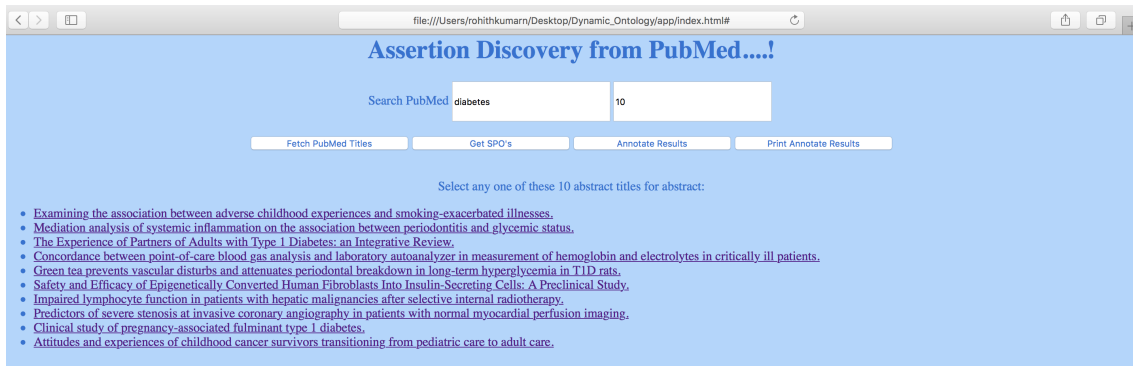 file:///Users/rohithkumarn/Desktop/Dynamic_Ontology/app/index.html#
Assertion Discovery from PubMed....!
Search PubMed diabetes 10
Fetch PubMed Titles Get SPO's Annotate Results Print Annotate Results
Select any one of these 10 abstract titles for abstract:
• Examining the association between adverse childhood experiences and smoking-exacerbated illnesses.
• Mediation analysis of systemic inflammation on the association between periodontitis and glycemic status.
• The Experience of Partners of Adults with Type 1 Diabetes: an Integrative Review.
• Concordance between point-of-care blood gas analysis and laboratory autoanalyzer in measurement of hemoglobin and electrolytes in critically ill patients.
• Green tea prevents vascular disturbs and attenuates periodontal breakdown in long-term hyperglycemia in T1D rats.
• Safety and Efficacy of Epigenetically Converted Human Fibroblasts Into Insulin-Secreting Cells: A Preclinical Study.
• Impaired lymphocyte function in patients with hepatic malignancies after selective internal radiotherapy.
• Predictors of severe stenosis at invasive coronary angiography in patients with normal myocardial perfusion imaging.
• Clinical study of pregnancy-associated fulminant type 1 diabetes.
• Attitudes and experiences of childhood cancer survivors transitioning from pediatric care to adult care.